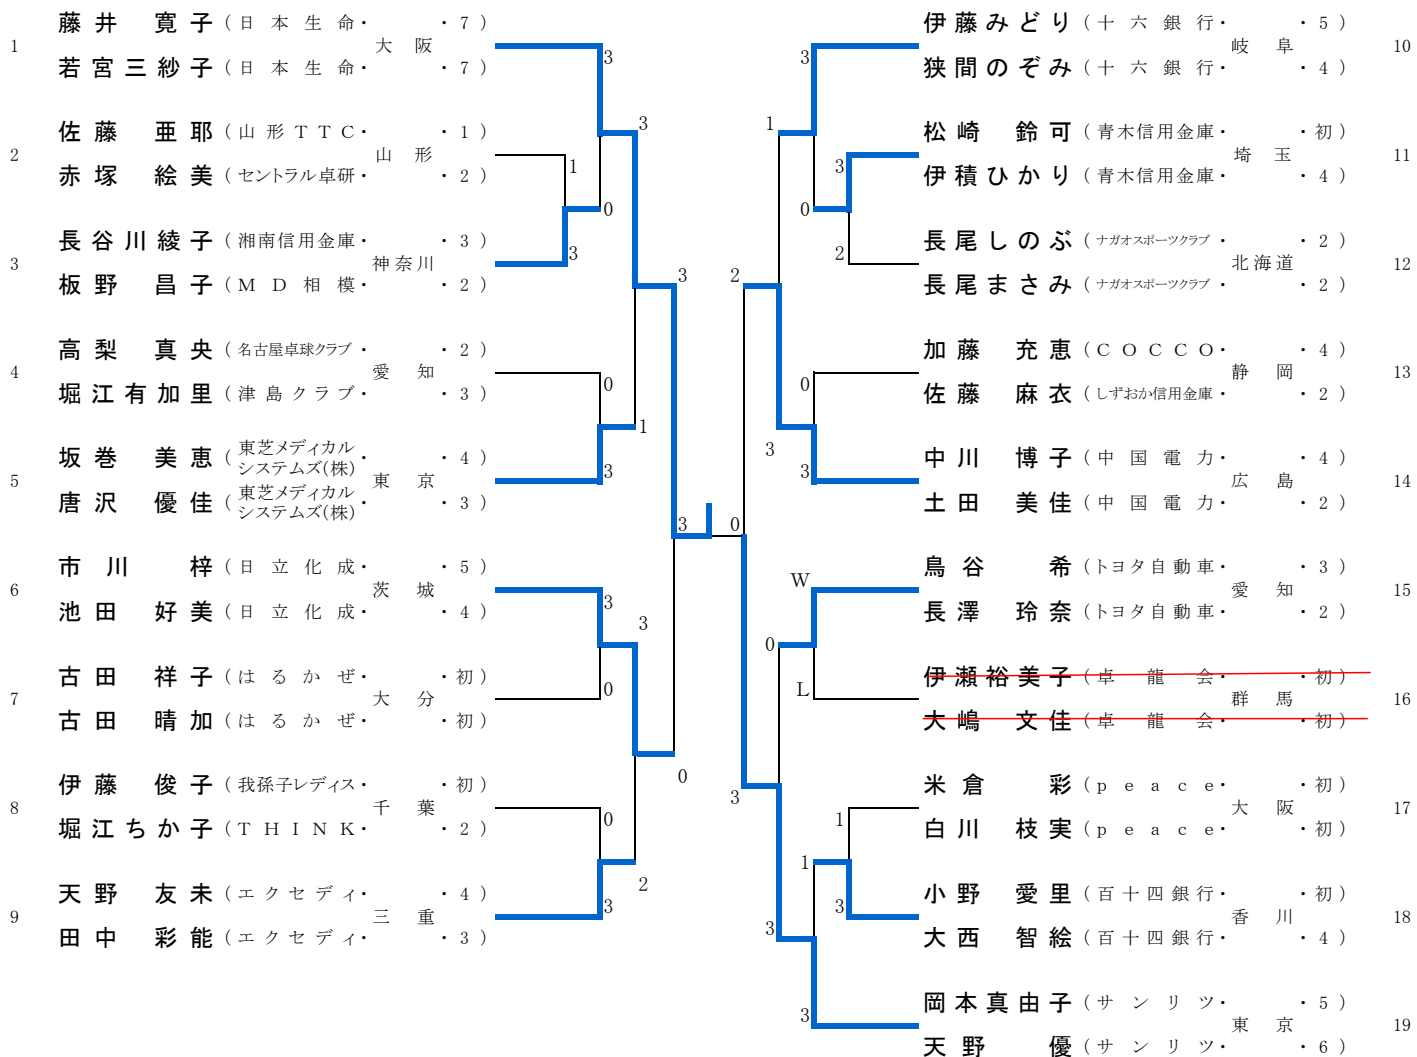 藤井 寛子（日本生命・ ・7）
1 大阪
若宮三紗子（日本生命・ ・7）
佐藤 亜耶（山形TTC・ ・1）
2 山形
赤塚 絵美（セントラル卓研・ ・2）
長谷川綾子（湘南信用金庫・ ・3）
3 神奈川
板野 昌子（MD相模・ ・2）
高梨 真央（名古屋卓球クラブ・ ・2）
4 愛知
堀江有加里（津島クラブ・ ・3）
坂巻 美恵（東芝メディカルシステムズ(株)・ ・4）
5 東京
唐沢 優佳（東芝メディカルシステムズ(株)・ ・3）
市川 梓（日立化成・ ・5）
6 茨城
池田 好美（日立化成・ ・4）
古田 祥子（はるかぜ・ ・初）
7 大分
古田 晴加（はるかぜ・ ・初）
伊藤 俊子（我孫子レディス・ ・初）
8 千葉
堀江ちか子（THINK・ ・2）
天野 友未（エクセディ・ ・4）
9 三重
田中 彩能（エクセディ・ ・3）
3
3
1
0
3
3
0
1
3
3
3
3
0
0
0
2
3
伊藤みどり（十六銀行・ ・5）
岐阜 10
狭間のぞみ（十六銀行・ ・4）
松崎 鈴可（青木信用金庫・ ・初）
埼玉 11
伊積ひかり（青木信用金庫・ ・4）
長尾しのぶ（ナガオスポーツクラブ・ ・2）
北海道 12
長尾まさみ（ナガオスポーツクラブ・ ・2）
加藤 充恵（COCCO・ ・4）
静岡 13
佐藤 麻衣（しずおか信用金庫・ ・2）
中川 博子（中国電力・ ・4）
広島 14
土田 美佳（中国電力・ ・2）
鳥谷 希（トヨタ自動車・ ・3）
愛知 15
長澤 玲奈（トヨタ自動車・ ・2）
伊瀬裕美子（卓龍会・ ・初）
群馬 16
大嶋 文佳（卓龍会・ ・初）
米倉 彩（peace・ ・初）
大阪 17
白川 枝実（peace・ ・初）
小野 愛里（百十四銀行・ ・初）
香川 18
大西 智絵（百十四銀行・ ・4）
岡本真由子（サンリツ・ ・5）
東京 19
天野 優（サンリツ・ ・6）
3
1
3
0
2
2
0
3
3
0
W
0
L
3
1
1
3
3
3